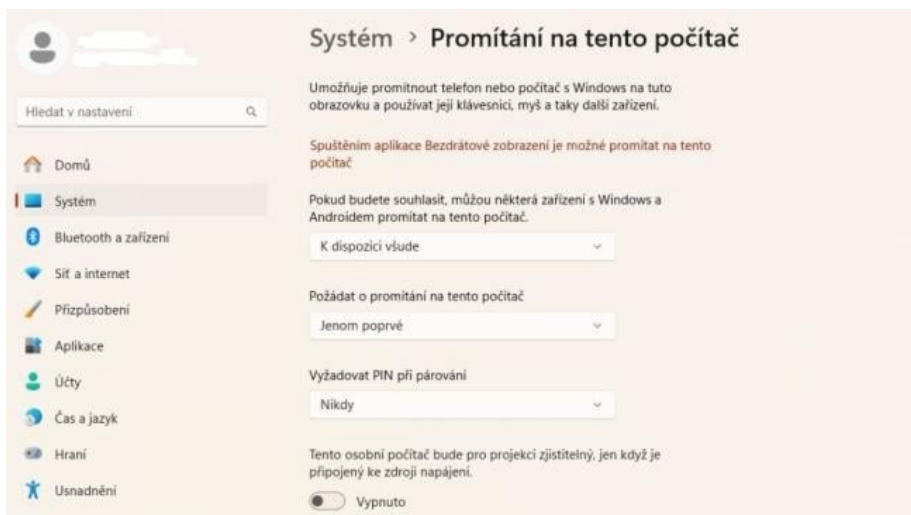 Systém > Promítání na tento počítač
Umožňuje promítnout telefon nebo počítač s Windows na tuto
obrazovku a používat její klávesnici, myš a taky další zařízení.
Hledat v nastavení
Spuštěním aplikace Bezdrátové zobrazení je možné promítat na tento
počítač
Domů
Systém
Bluetooth a zařízení
Síť a internet
Přizpůsobení
Aplikace
Účty
Čas a jazyk
Hraní
Usnadnění
Pokud budete souhlasit, můžou některá zařízení s Windows a
Androidem promítat na tento počítač.
K dispozici všude
Požádat o promítání na tento počítač
Jenom poprvé
Vyžadovat PIN při párování
Nikdy
Tento osobní počítač bude pro projekci zjistitelný, jen když je
připojený ke zdroji napájení.
Vypnuto